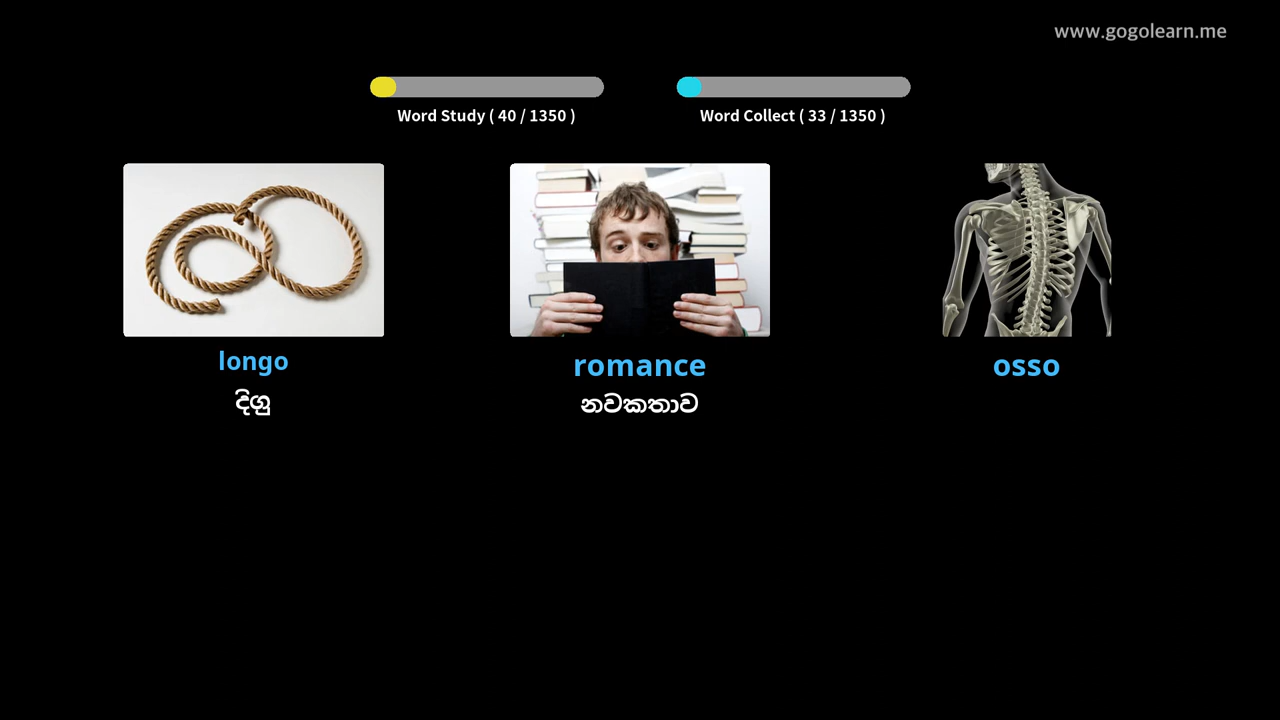 www.gogolearn.me
Word Study ( 40 / 1350 )
Word Collect ( 33 / 1350 )
longo
දිගු
romance
නවකතාව
osso